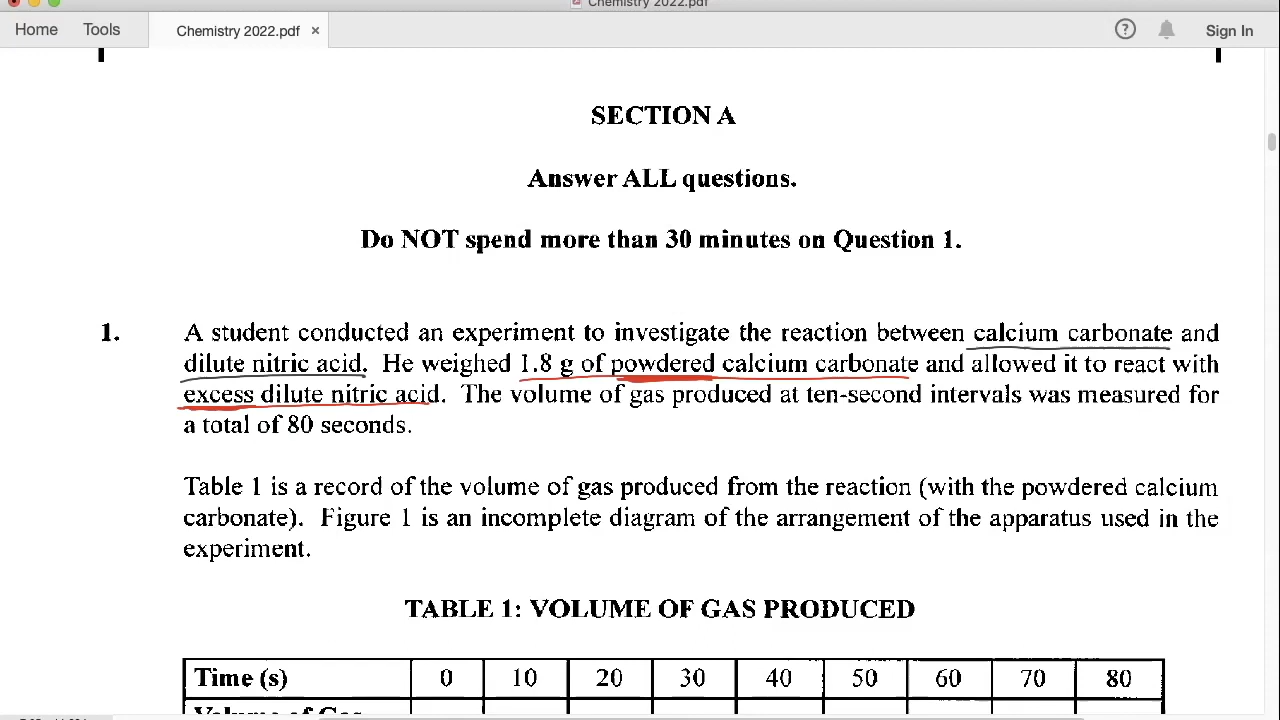 Chemistry 2022.pdf
Home Tools Chemistry 2022.pdf × ? Sign In
SECTION A
Answer ALL questions.
Do NOT spend more than 30 minutes on Question 1.
1. A student conducted an experiment to investigate the reaction between calcium carbonate and
dilute nitric acid. He weighed 1.8 g of powdered calcium carbonate and allowed it to react with
excess dilute nitric acid. The volume of gas produced at ten-second intervals was measured for
a total of 80 seconds.
Table 1 is a record of the volume of gas produced from the reaction (with the powdered calcium
carbonate). Figure 1 is an incomplete diagram of the arrangement of the apparatus used in the
experiment.
TABLE 1: VOLUME OF GAS PRODUCED
Time (s) 0 10 20 30 40 50 60 70 80
Volume of Gas